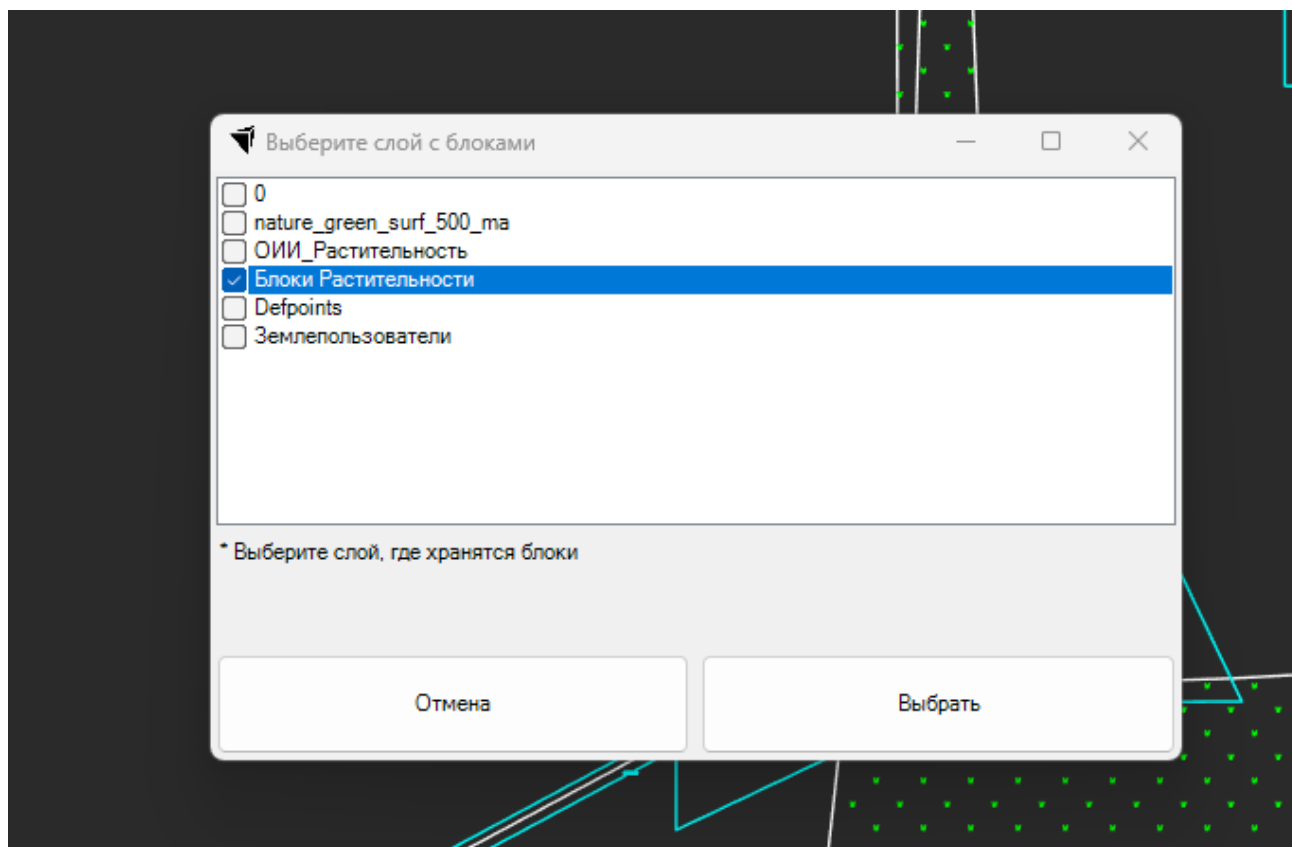 Выберите слой с блоками
0
nature_green_surf_500_ma
ОИИ_Растительность
Блоки Растительности
Defpoints
Землепользователи
* Выберите слой, где хранятся блоки
Отмена
Выбрать